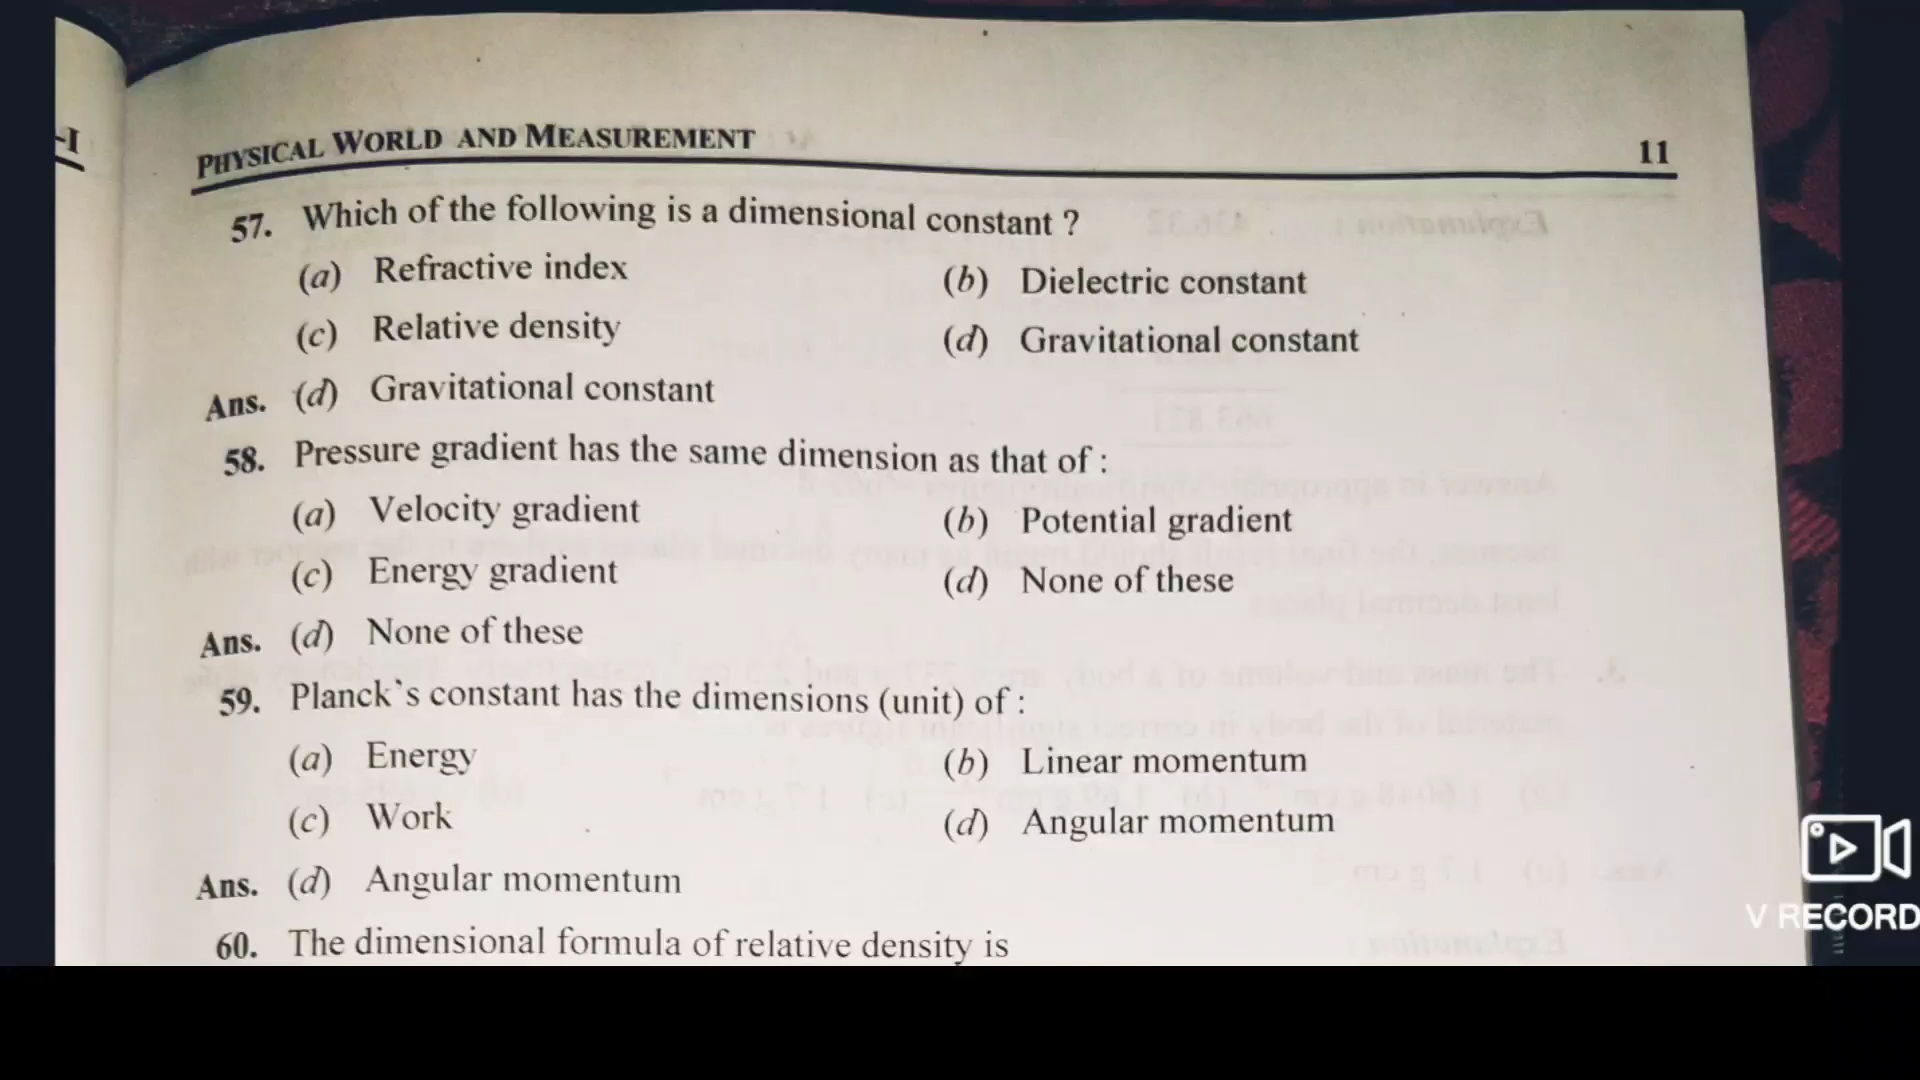 -I
PHYSICAL WORLD AND MEASUREMENT 11
57. Which of the following is a dimensional constant ?
(a) Refractive index (b) Dielectric constant
(c) Relative density (d) Gravitational constant
Ans. (d) Gravitational constant
58. Pressure gradient has the same dimension as that of :
(a) Velocity gradient (b) Potential gradient
(c) Energy gradient (d) None of these
Ans. (d) None of these
59. Planck`s constant has the dimensions (unit) of :
(a) Energy (b) Linear momentum
(c) Work (d) Angular momentum
Ans. (d) Angular momentum
60. The dimensional formula of relative density is
V RECORD